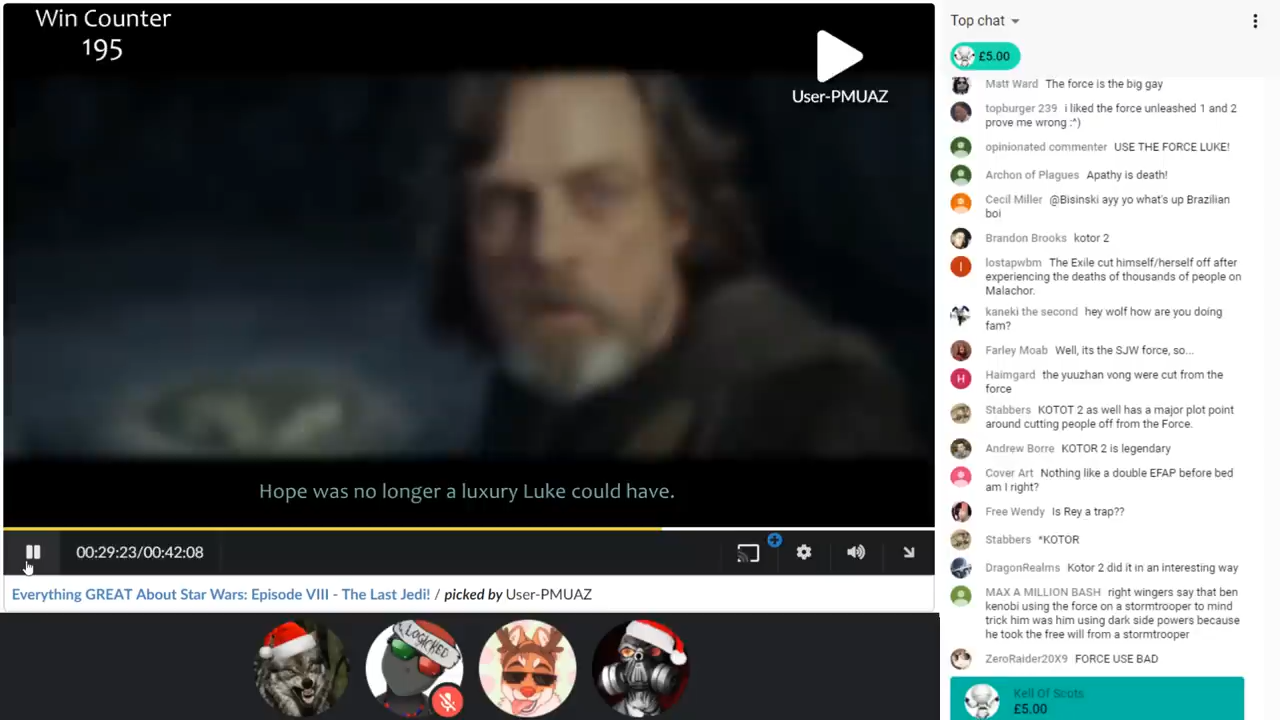 Win Counter
195
User-PMUAZ
Hope was no longer a luxury Luke could have.
00:29:23/00:42:08
Everything GREAT About Star Wars: Episode VIII - The Last Jedi! / picked by User-PMUAZ
LOGICKED
Top chat
£5.00
Matt Ward The force is the big gay
topburger 239 i liked the force unleashed 1 and 2
prove me wrong :^)
opinionated commenter USE THE FORCE LUKE!
Archon of Plagues Apathy is death!
Cecil Miller @Bisinski ayy yo what's up Brazilian
boi
Brandon Brooks kotor 2
I
lostapwbm The Exile cut himself/herself off after
experiencing the deaths of thousands of people on
Malachor.
kaneki the second hey wolf how are you doing
fam?
Farley Moab Well, its the SJW force, so...
H
Haimgard the yuuzhan vong were cut from the
force
Stabbers KOTOT 2 as well has a major plot point
around cutting people off from the Force.
Andrew Borre KOTOR 2 is legendary
Cover Art Nothing like a double EFAP before bed
am I right?
Free Wendy Is Rey a trap??
Stabbers *KOTOR
DragonRealms Kotor 2 did it in an interesting way
MAX A MILLION BASH right wingers say that ben
kenobi using the force on a stormtrooper to mind
trick him was him using dark side powers because
he took the free will from a stormtrooper
ZeroRaider20X9 FORCE USE BAD
Kell Of Scots
£5.00